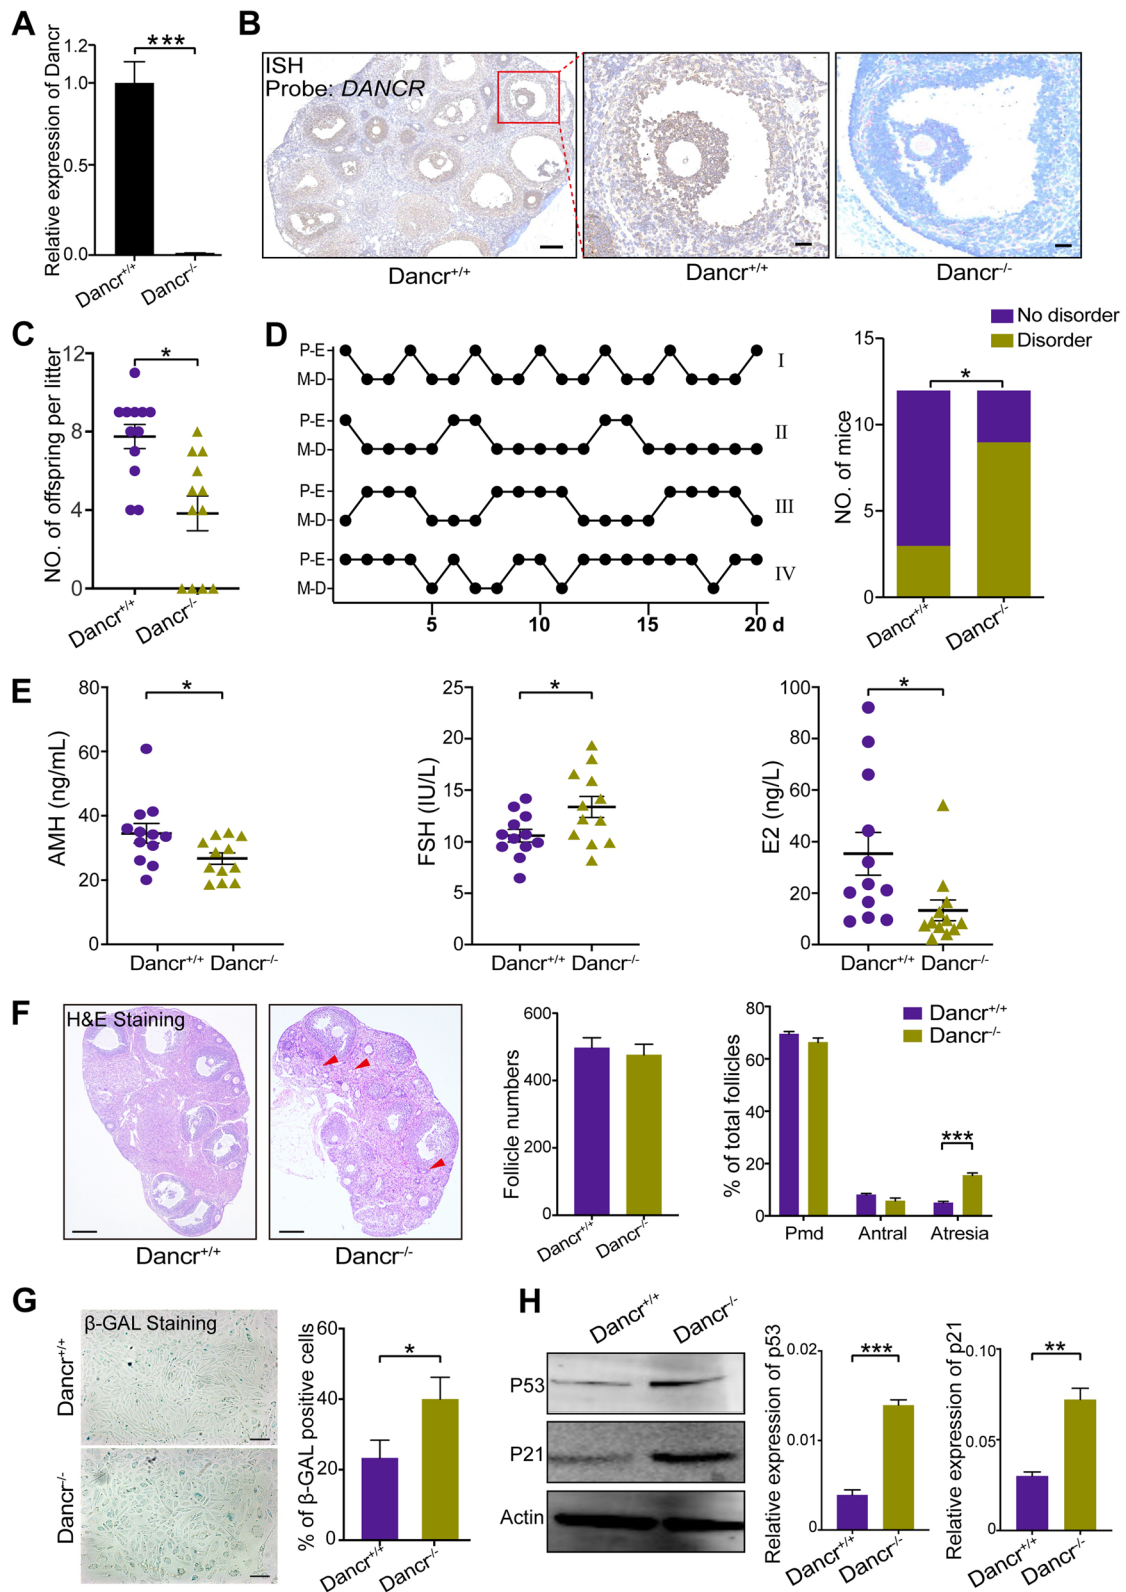 A
Relative expression of Dancr
1.2
1.0
0.5
0.0
***
Dancr+/+
Dancr-/-
B
ISH
Probe: DANCR
Dancr+/+
Dancr+/+
Dancr-/-
C
NO. of offspring per litter
12
8
4
0
*
Dancr+/+
Dancr-/-
D
P-E
M-D
I
P-E
M-D
II
P-E
M-D
III
P-E
M-D
IV
5
10
15
20 d
No disorder
Disorder
NO. of mice
15
10
5
0
*
Dancr+/+
Dancr-/-
E
AMH (ng/mL)
80
60
40
20
0
*
Dancr+/+ Dancr-/-
FSH (IU/L)
25
20
15
10
5
0
*
Dancr+/+ Dancr-/-
E2 (ng/L)
100
80
60
40
20
0
*
Dancr+/+ Dancr-/-
F
H&E Staining
Dancr+/+
Dancr-/-
Follicle numbers
600
400
200
0
Dancr+/+
Dancr-/-
% of total follicles
80
60
40
20
0
Dancr+/+
Dancr-/-
***
Pmd
Antral
Atresia
G
β-GAL Staining
Dancr+/+
Dancr-/-
% of β-GAL positive cells
60
40
20
0
*
Dancr+/+
Dancr-/-
H
Dancr+/+
Dancr-/-
P53
P21
Actin
Relative expression of p53
0.02
0.01
0
***
Dancr+/+
Dancr-/-
Relative expression of p21
0.10
0.05
0
**
Dancr+/+
Dancr-/-